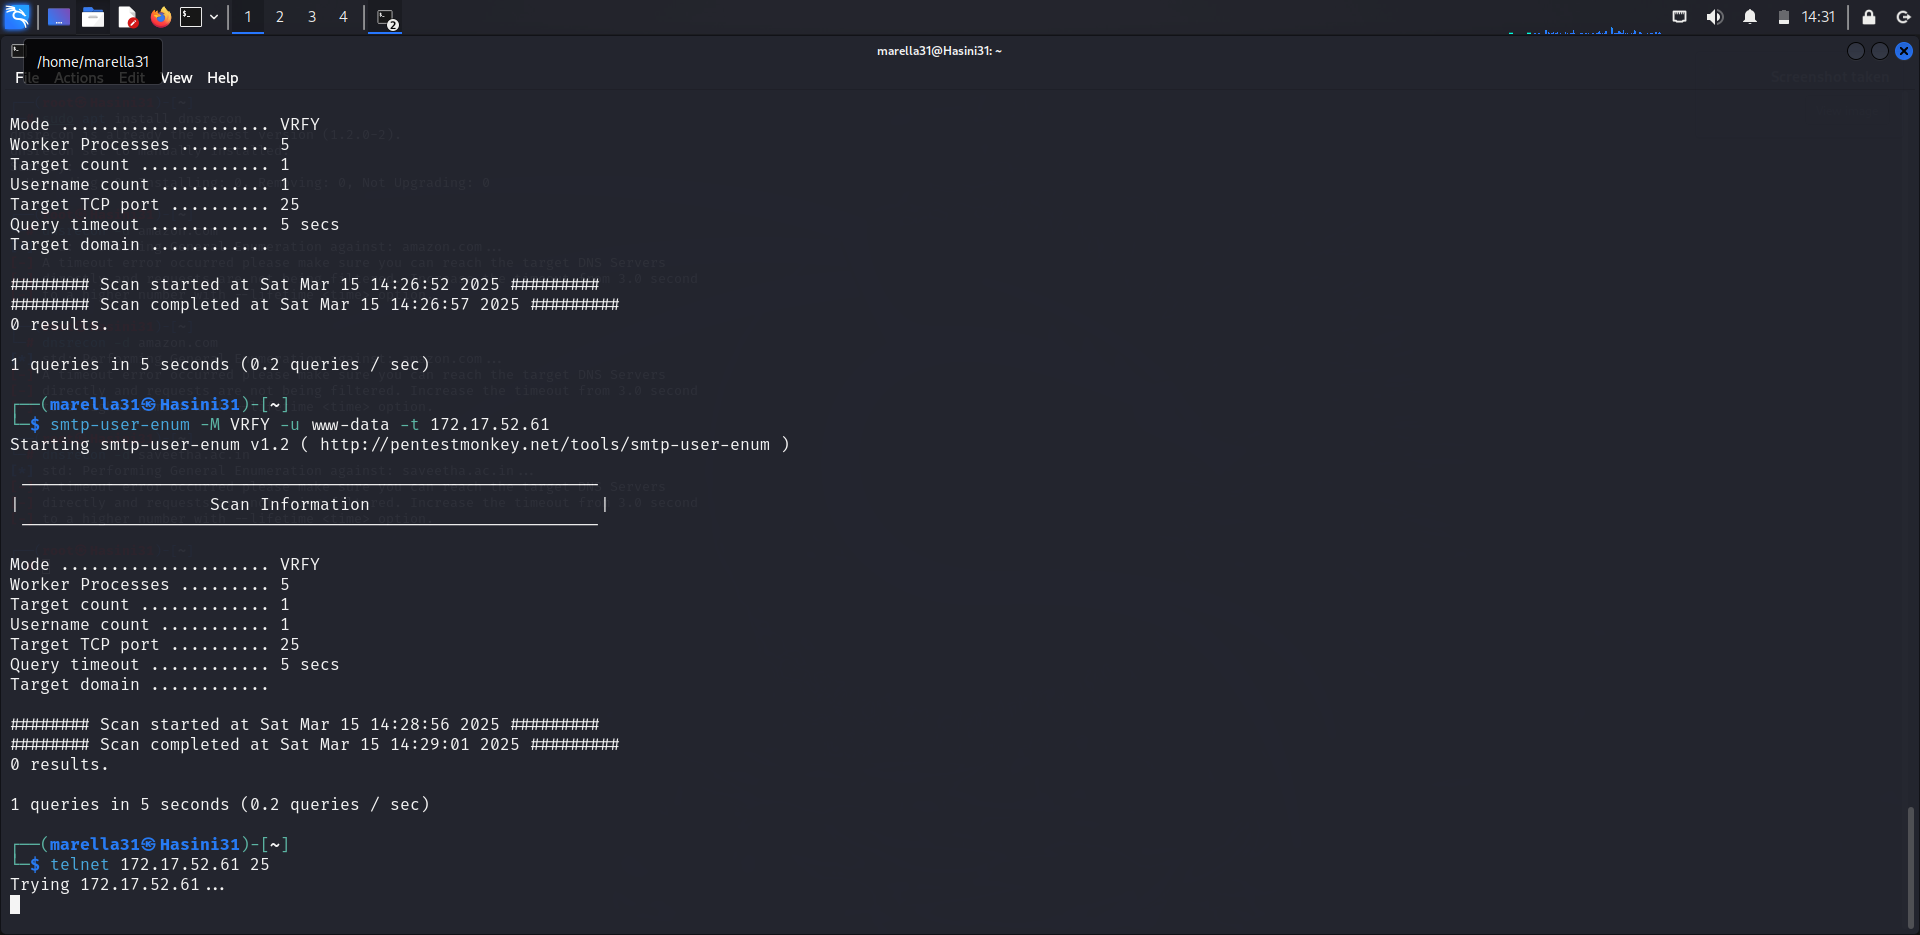 1 2 3 4 2 14:31
marella31@Hasini31: ~
/home/marella31
File Actions Edit View Help
Mode ..................... VRFY
Worker Processes ......... 5
Target count ............. 1
Username count ........... 1
Target TCP port .......... 25
Query timeout ............ 5 secs
Target domain ............
######## Scan started at Sat Mar 15 14:26:52 2025 #########
######## Scan completed at Sat Mar 15 14:26:57 2025 #########
0 results.
1 queries in 5 seconds (0.2 queries / sec)
┌──(marella31㉿Hasini31)-[~]
└─$ smtp-user-enum -M VRFY -u www-data -t 172.17.52.61
Starting smtp-user-enum v1.2 ( http://pentestmonkey.net/tools/smtp-user-enum )
| Scan Information |
Mode ..................... VRFY
Worker Processes ......... 5
Target count ............. 1
Username count ........... 1
Target TCP port .......... 25
Query timeout ............ 5 secs
Target domain ............
######## Scan started at Sat Mar 15 14:28:56 2025 #########
######## Scan completed at Sat Mar 15 14:29:01 2025 #########
0 results.
1 queries in 5 seconds (0.2 queries / sec)
┌──(marella31㉿Hasini31)-[~]
└─$ telnet 172.17.52.61 25
Trying 172.17.52.61...